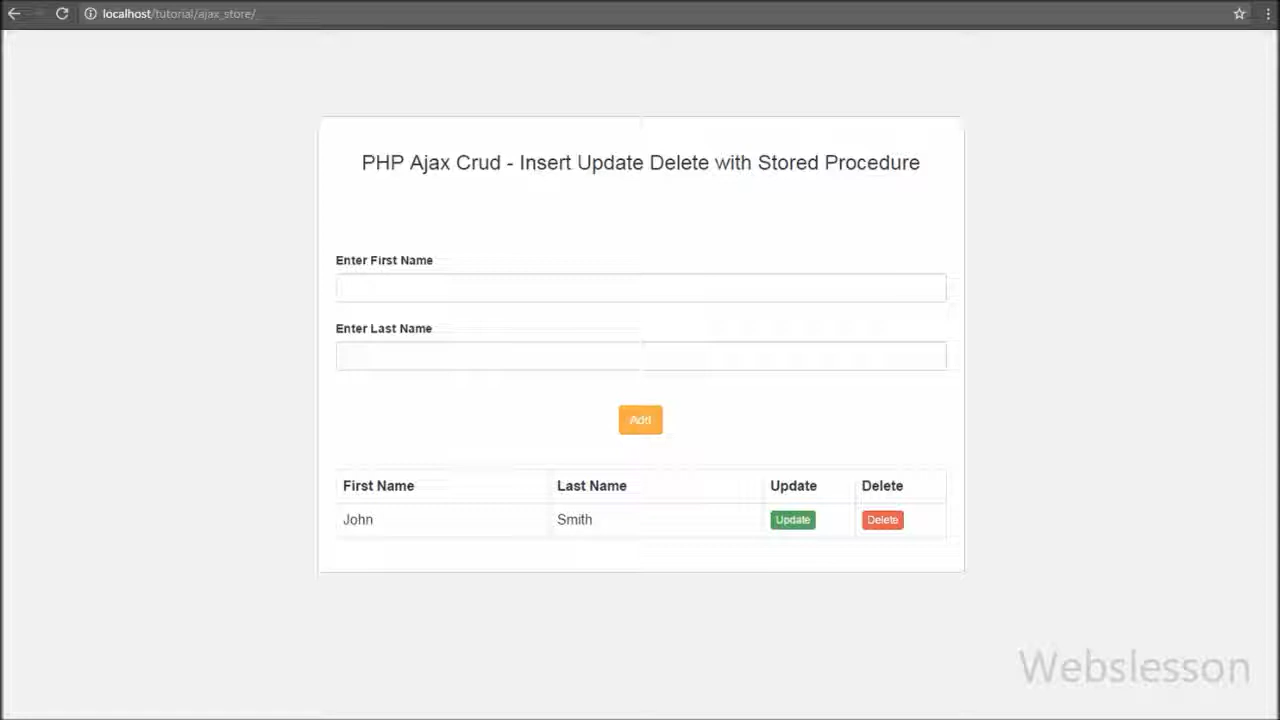 localhost/tutorial/ajax_store/
PHP Ajax Crud - Insert Update Delete with Stored Procedure
Enter First Name
Enter Last Name
Add
First Name Last Name Update Delete
John Smith Update Delete
Webslesson